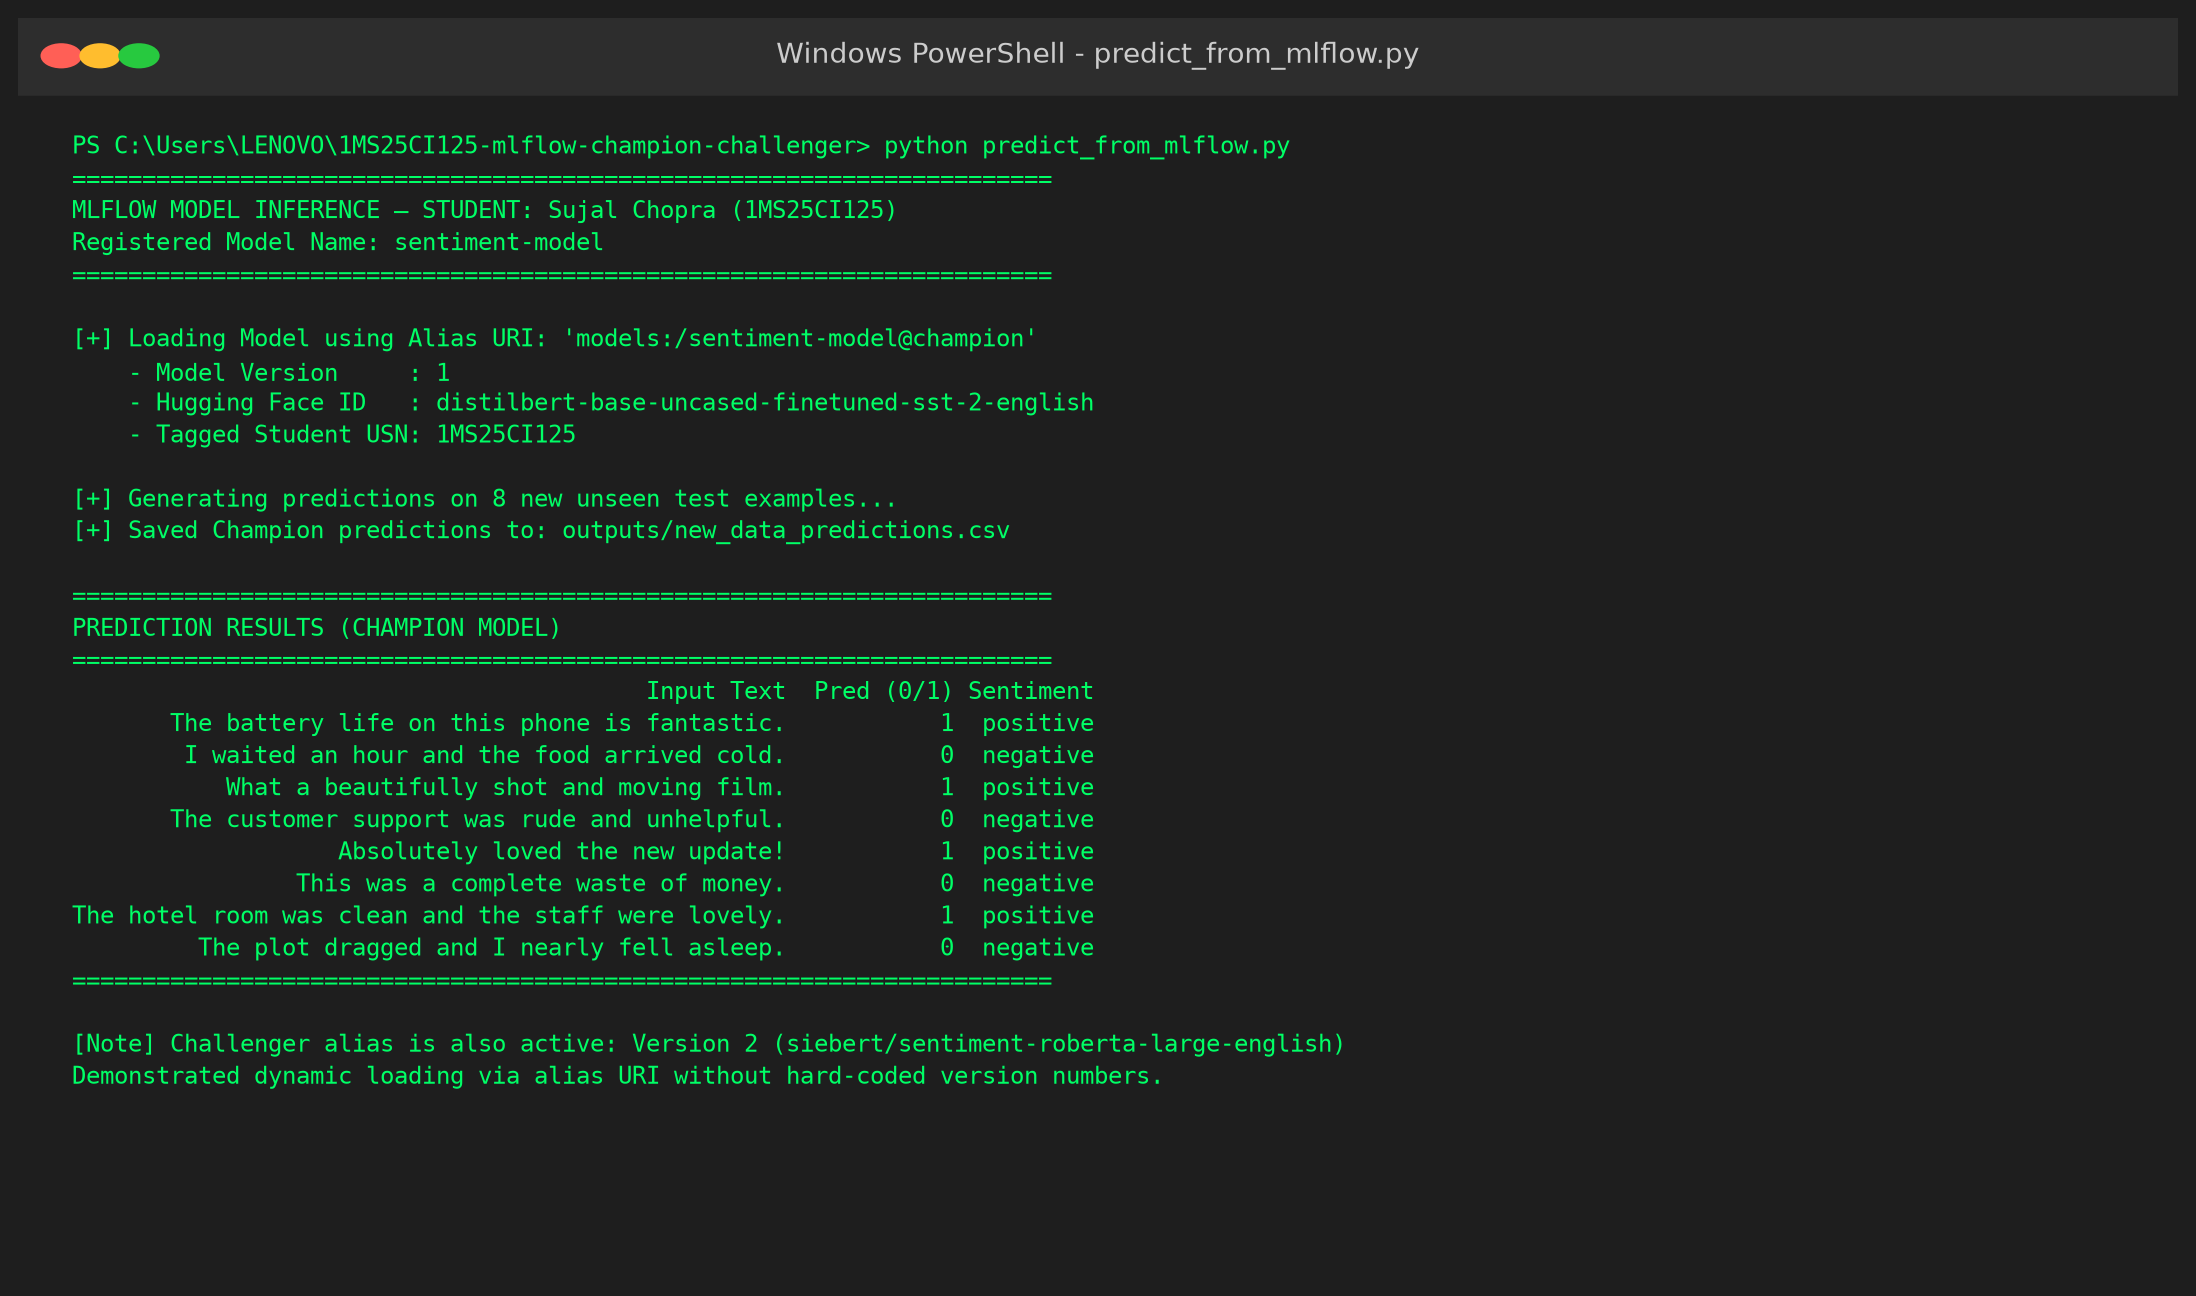 Windows PowerShell - predict_from_mlflow.py
PS C:\Users\LENOVO\1MS25CI125-mlflow-champion-challenger> python predict_from_mlflow.py
======================================================================
MLFLOW MODEL INFERENCE — STUDENT: Sujal Chopra (1MS25CI125)
Registered Model Name: sentiment-model
======================================================================
[+] Loading Model using Alias URI: 'models:/sentiment-model@champion'
    - Model Version     : 1
    - Hugging Face ID   : distilbert-base-uncased-finetuned-sst-2-english
    - Tagged Student USN: 1MS25CI125
[+] Generating predictions on 8 new unseen test examples...
[+] Saved Champion predictions to: outputs/new_data_predictions.csv
======================================================================
PREDICTION RESULTS (CHAMPION MODEL)
======================================================================
                                         Input Text  Pred (0/1) Sentiment
       The battery life on this phone is fantastic.           1  positive
        I waited an hour and the food arrived cold.           0  negative
           What a beautifully shot and moving film.           1  positive
       The customer support was rude and unhelpful.           0  negative
                   Absolutely loved the new update!           1  positive
                This was a complete waste of money.           0  negative
The hotel room was clean and the staff were lovely.           1  positive
         The plot dragged and I nearly fell asleep.           0  negative
======================================================================
[Note] Challenger alias is also active: Version 2 (siebert/sentiment-roberta-large-english)
Demonstrated dynamic loading via alias URI without hard-coded version numbers.